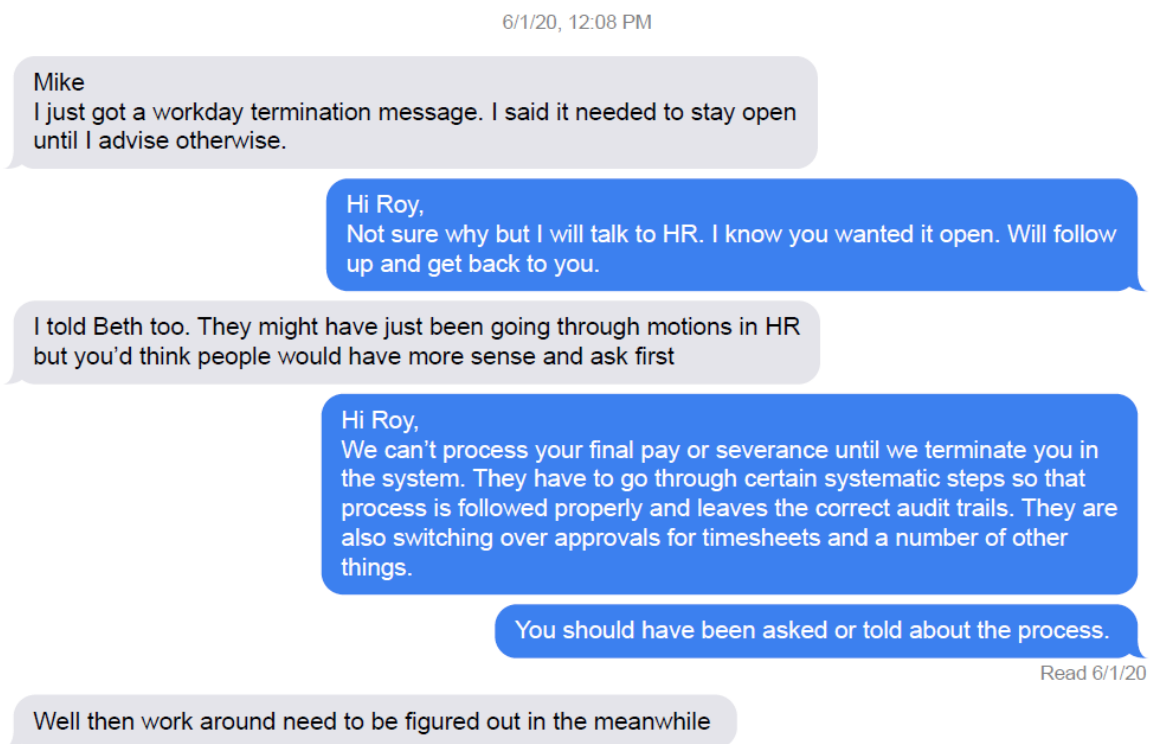 6/1/20, 12:08 PM
Mike
I just got a workday termination message. I said it needed to stay open
until I advise otherwise.
Hi Roy,
Not sure why but I will talk to HR. I know you wanted it open. Will follow
up and get back to you.
I told Beth too. They might have just been going through motions in HR
but you'd think people would have more sense and ask first
Hi Roy,
We can't process your final pay or severance until we terminate you in
the system. They have to go through certain systematic steps so that
process is followed properly and leaves the correct audit trails. They are
also switching over approvals for timesheets and a number of other
things.
You should have been asked or told about the process.
Read 6/1/20
Well then work around need to be figured out in the meanwhile